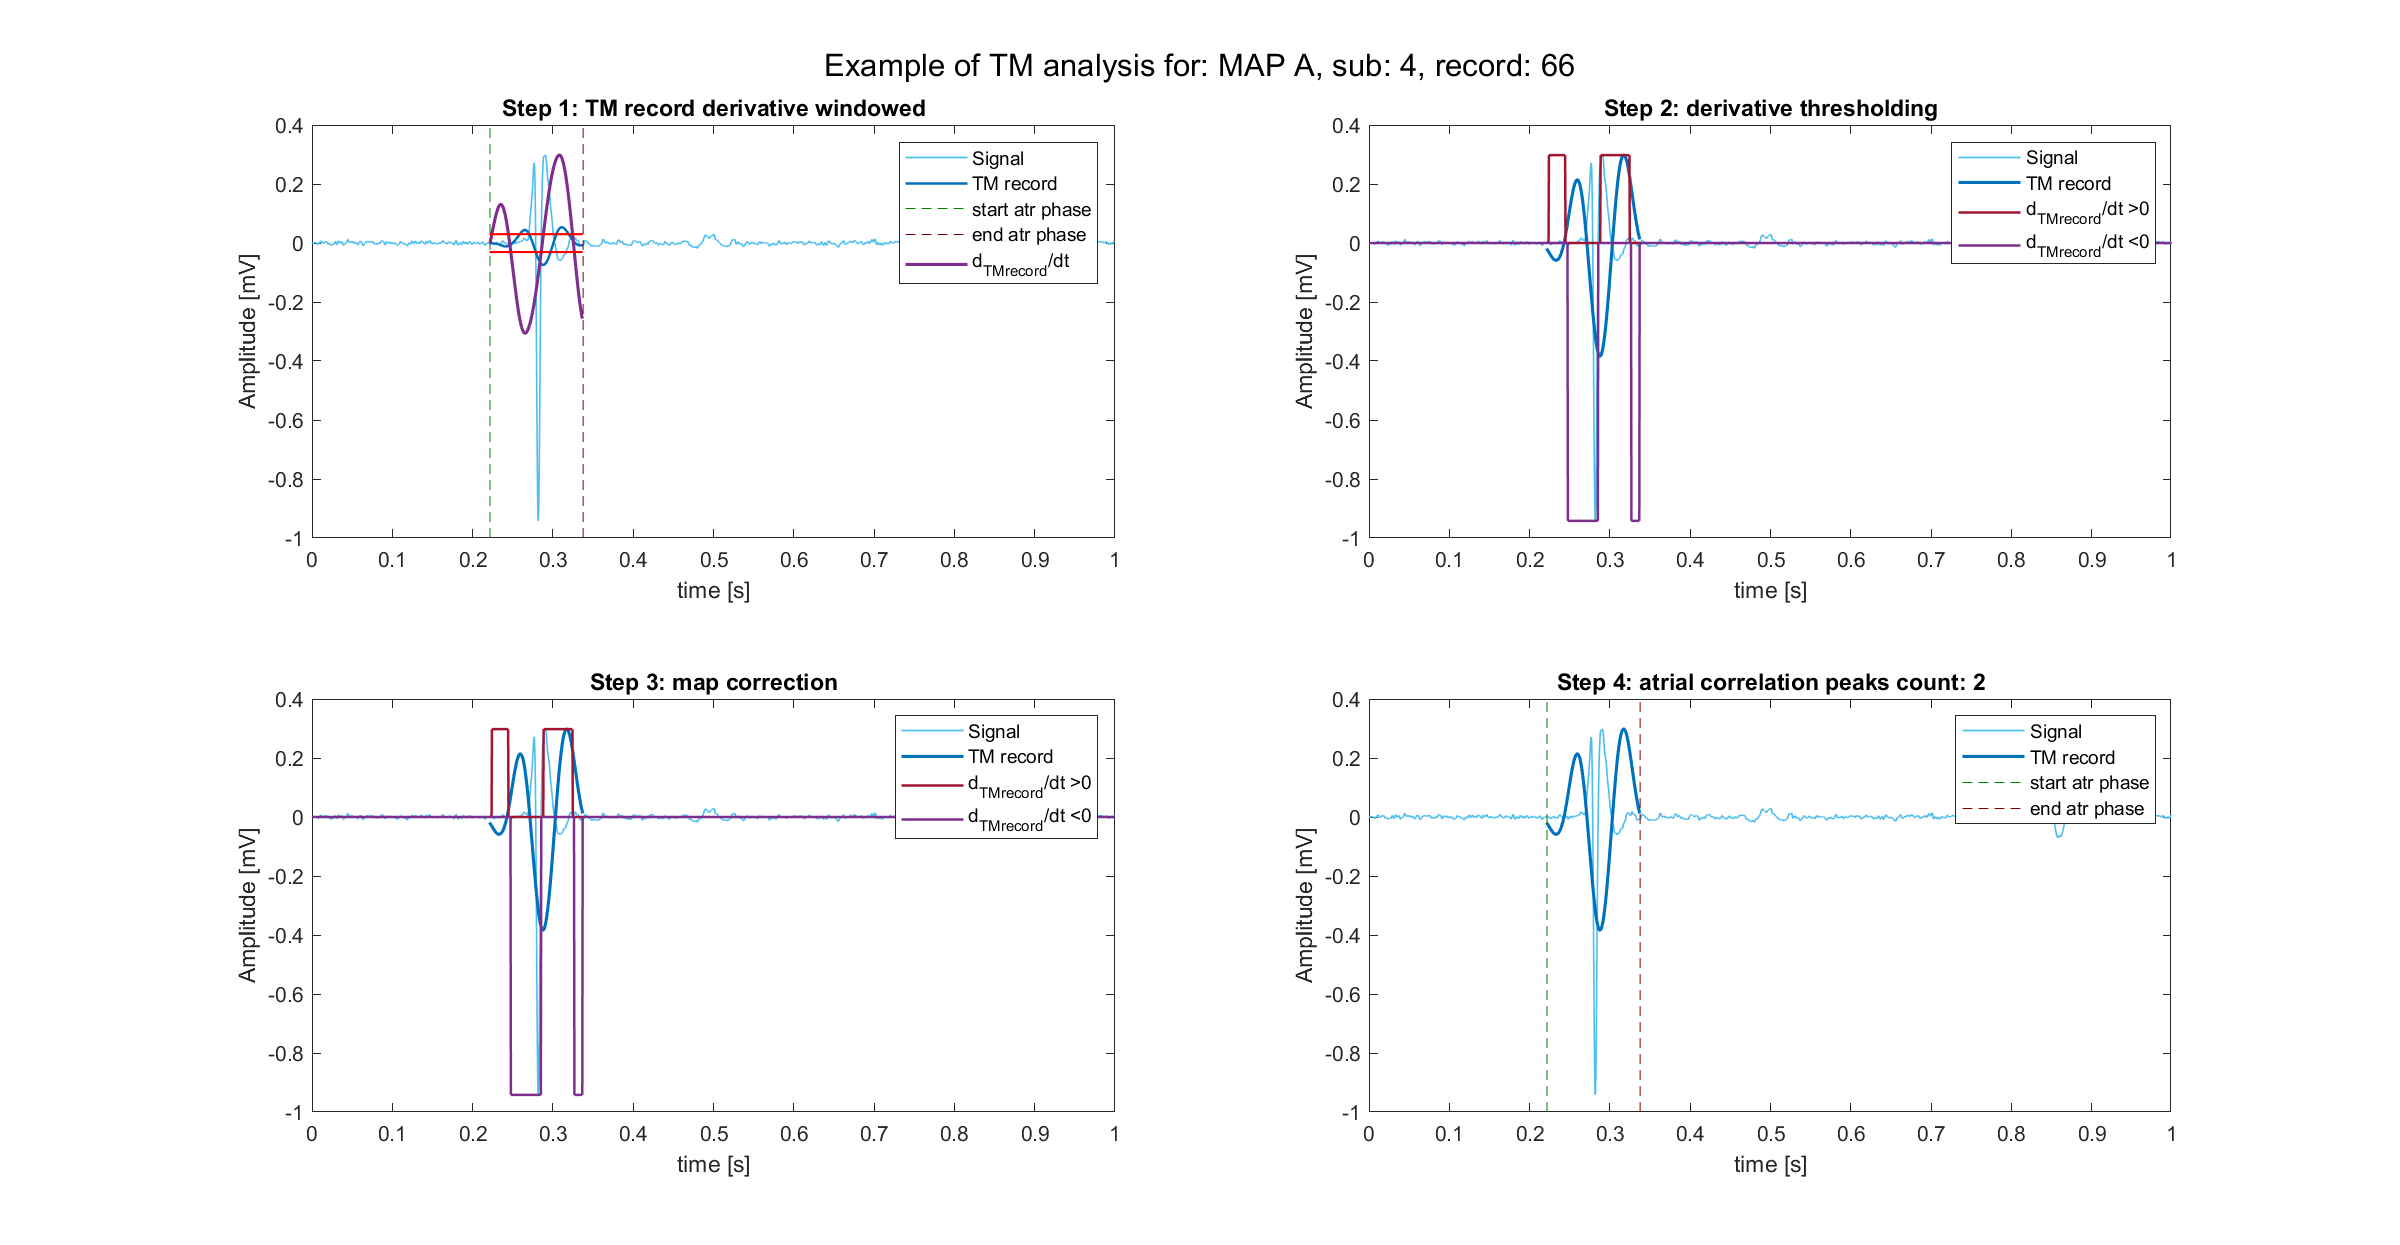 Example of TM analysis for: MAP A, sub: 4, record: 66
Step 1: TM record derivative windowed
0.4
0.2
0
-0.2
-0.4
-0.6
-0.8
-1
Amplitude [mV]
0 0.1 0.2 0.3 0.4 0.5 0.6 0.7 0.8 0.9 1
time [s]
Signal
TM record
start atr phase
end atr phase
dTMrecord/dt
Step 2: derivative thresholding
0.4
0.2
0
-0.2
-0.4
-0.6
-0.8
-1
Amplitude [mV]
0 0.1 0.2 0.3 0.4 0.5 0.6 0.7 0.8 0.9 1
time [s]
Signal
TM record
dTMrecord/dt >0
dTMrecord/dt <0
Step 3: map correction
0.4
0.2
0
-0.2
-0.4
-0.6
-0.8
-1
Amplitude [mV]
0 0.1 0.2 0.3 0.4 0.5 0.6 0.7 0.8 0.9 1
time [s]
Signal
TM record
dTMrecord/dt >0
dTMrecord/dt <0
Step 4: atrial correlation peaks count: 2
0.4
0.2
0
-0.2
-0.4
-0.6
-0.8
-1
Amplitude [mV]
0 0.1 0.2 0.3 0.4 0.5 0.6 0.7 0.8 0.9 1
time [s]
Signal
TM record
start atr phase
end atr phase